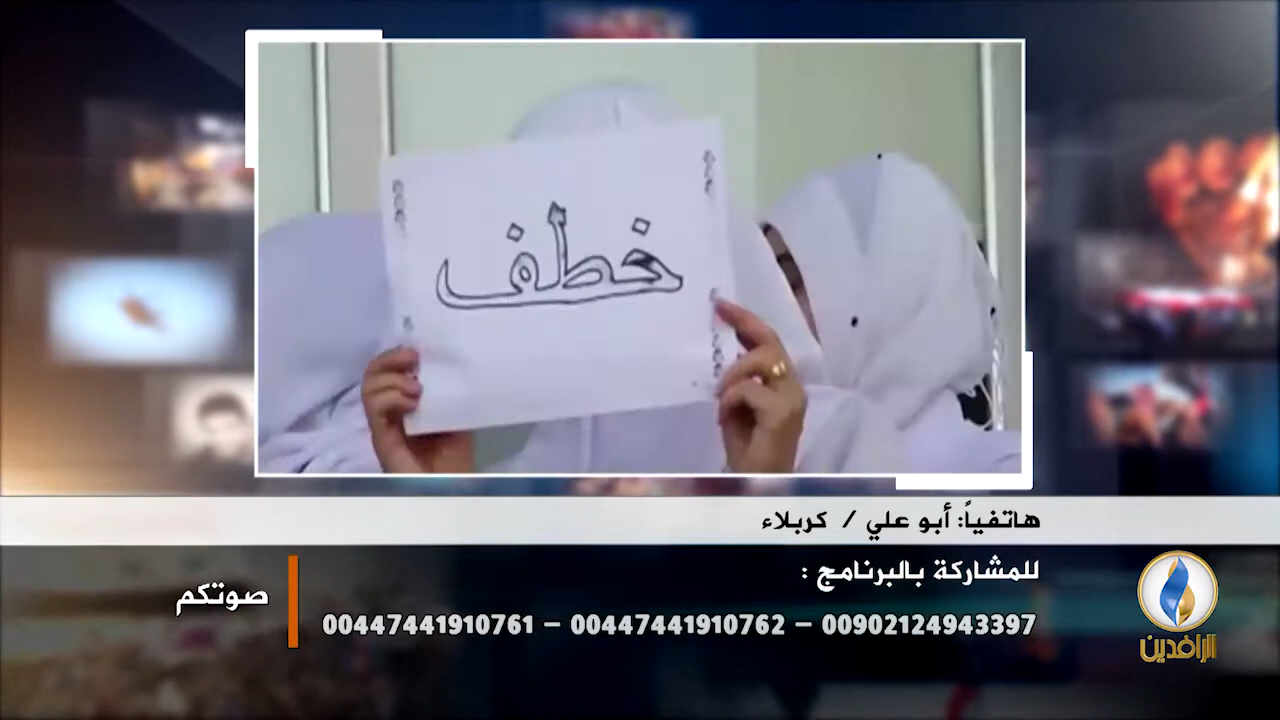 خطف
هاتفياً: أبو علي / كربلاء
للمشاركة بالبرنامج :
صوتكم
00447441910761 – 00447441910762 – 00902124943397
الرافدين